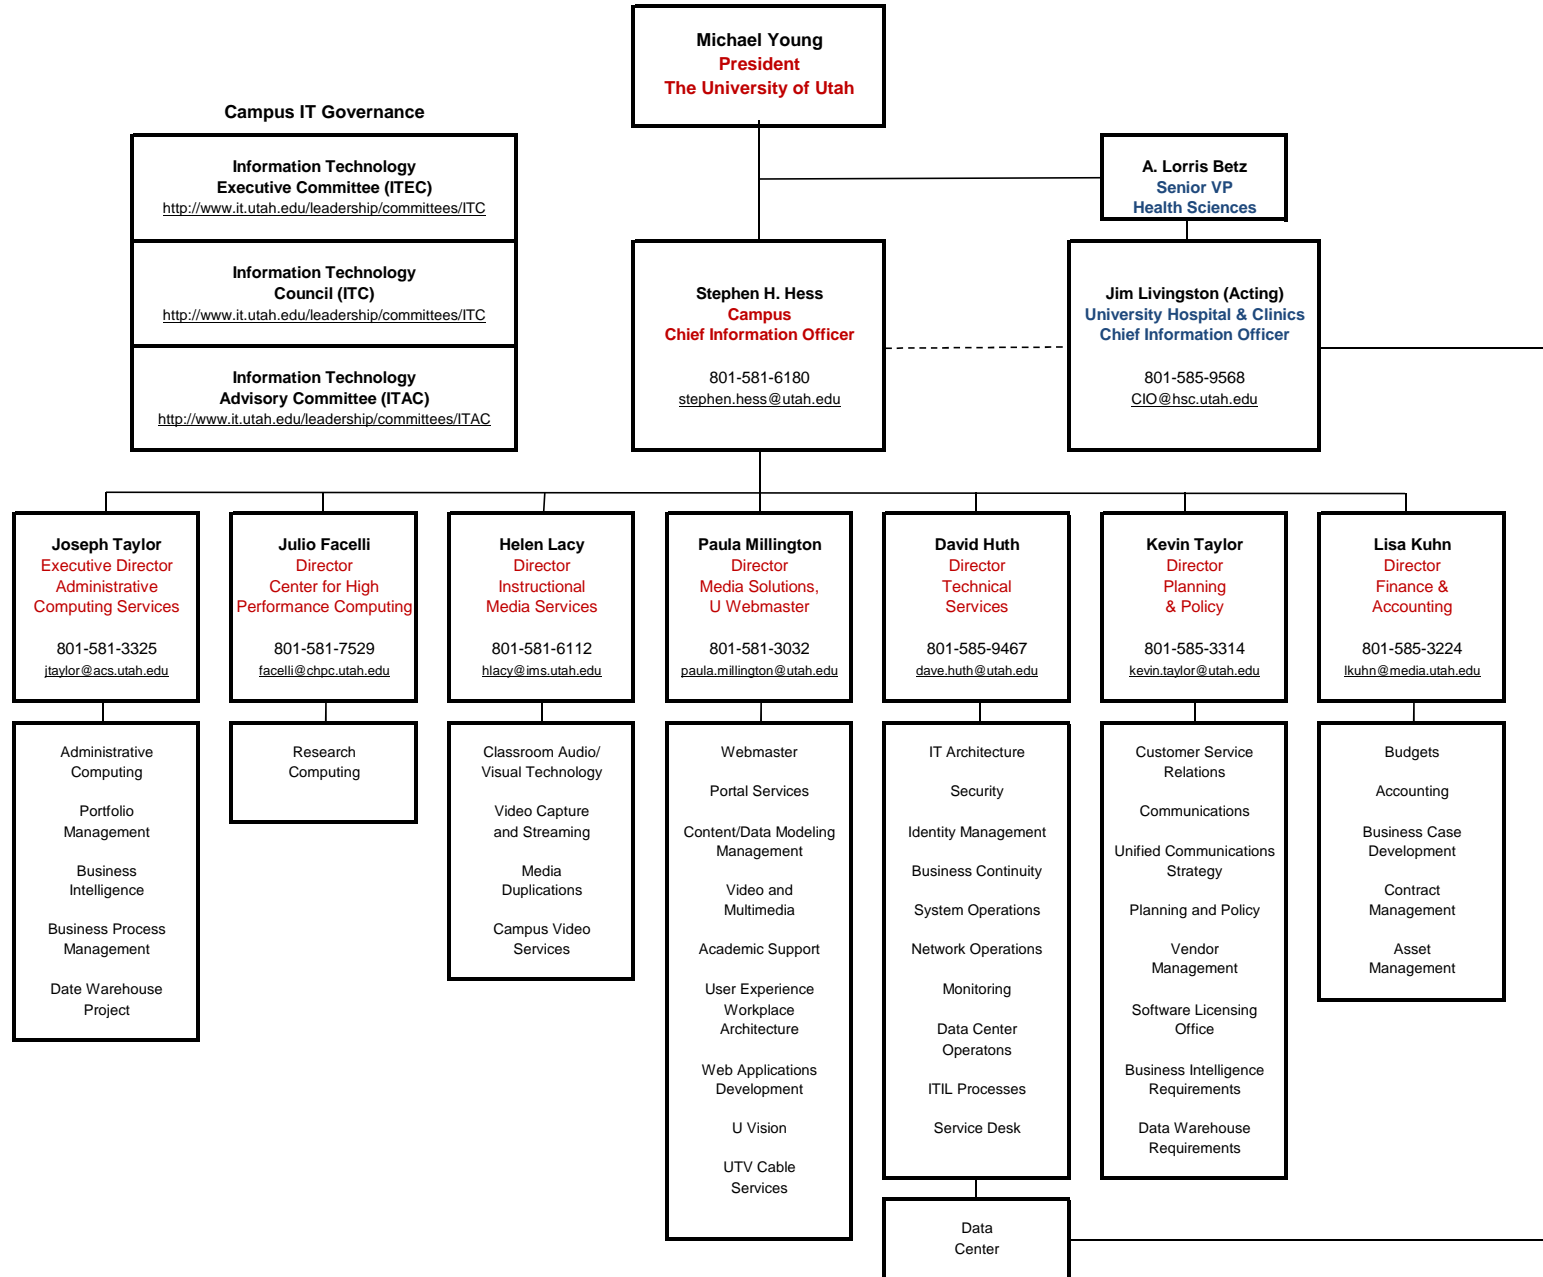 Michael Young
President
The University of Utah
Campus IT Governance
Information Technology
Executive Committee (ITEC)
http://www.it.utah.edu/leadership/committees/ITC
Information Technology
Council (ITC)
http://www.it.utah.edu/leadership/committees/ITC
Information Technology
Advisory Committee (ITAC)
http://www.it.utah.edu/leadership/committees/ITAC
A. Lorris Betz
Senior VP
Health Sciences
Stephen H. Hess
Campus
Chief Information Officer
801-581-6180
stephen.hess@utah.edu
Jim Livingston (Acting)
University Hospital & Clinics
Chief Information Officer
801-585-9568
CIO@hsc.utah.edu
Joseph Taylor
Executive Director
Administrative
Computing Services
801-581-3325
jtaylor@acs.utah.edu
Julio Facelli
Director
Center for High
Performance Computing
801-581-7529
facelli@chpc.utah.edu
Helen Lacy
Director
Instructional
Media Services
801-581-6112
hlacy@ims.utah.edu
Paula Millington
Director
Media Solutions,
U Webmaster
801-581-3032
paula.millington@utah.edu
David Huth
Director
Technical
Services
801-585-9467
dave.huth@utah.edu
Kevin Taylor
Director
Planning
& Policy
801-585-3314
kevin.taylor@utah.edu
Lisa Kuhn
Director
Finance &
Accounting
801-585-3224
lkuhn@media.utah.edu
Administrative
Computing
Portfolio
Management
Business
Intelligence
Business Process
Management
Date Warehouse
Project
Research
Computing
Classroom Audio/
Visual Technology
Video Capture
and Streaming
Media
Duplications
Campus Video
Services
Webmaster
Portal Services
Content/Data Modeling
Management
Video and
Multimedia
Academic Support
User Experience
Workplace
Architecture
Web Applications
Development
U Vision
UTV Cable
Services
IT Architecture
Security
Identity Management
Business Continuity
System Operations
Network Operations
Monitoring
Data Center
Operatons
ITIL Processes
Service Desk
Data
Center
Customer Service
Relations
Communications
Unified Communications
Strategy
Planning and Policy
Vendor
Management
Software Licensing
Office
Business Intelligence
Requirements
Data Warehouse
Requirements
Budgets
Accounting
Business Case
Development
Contract
Management
Asset
Management